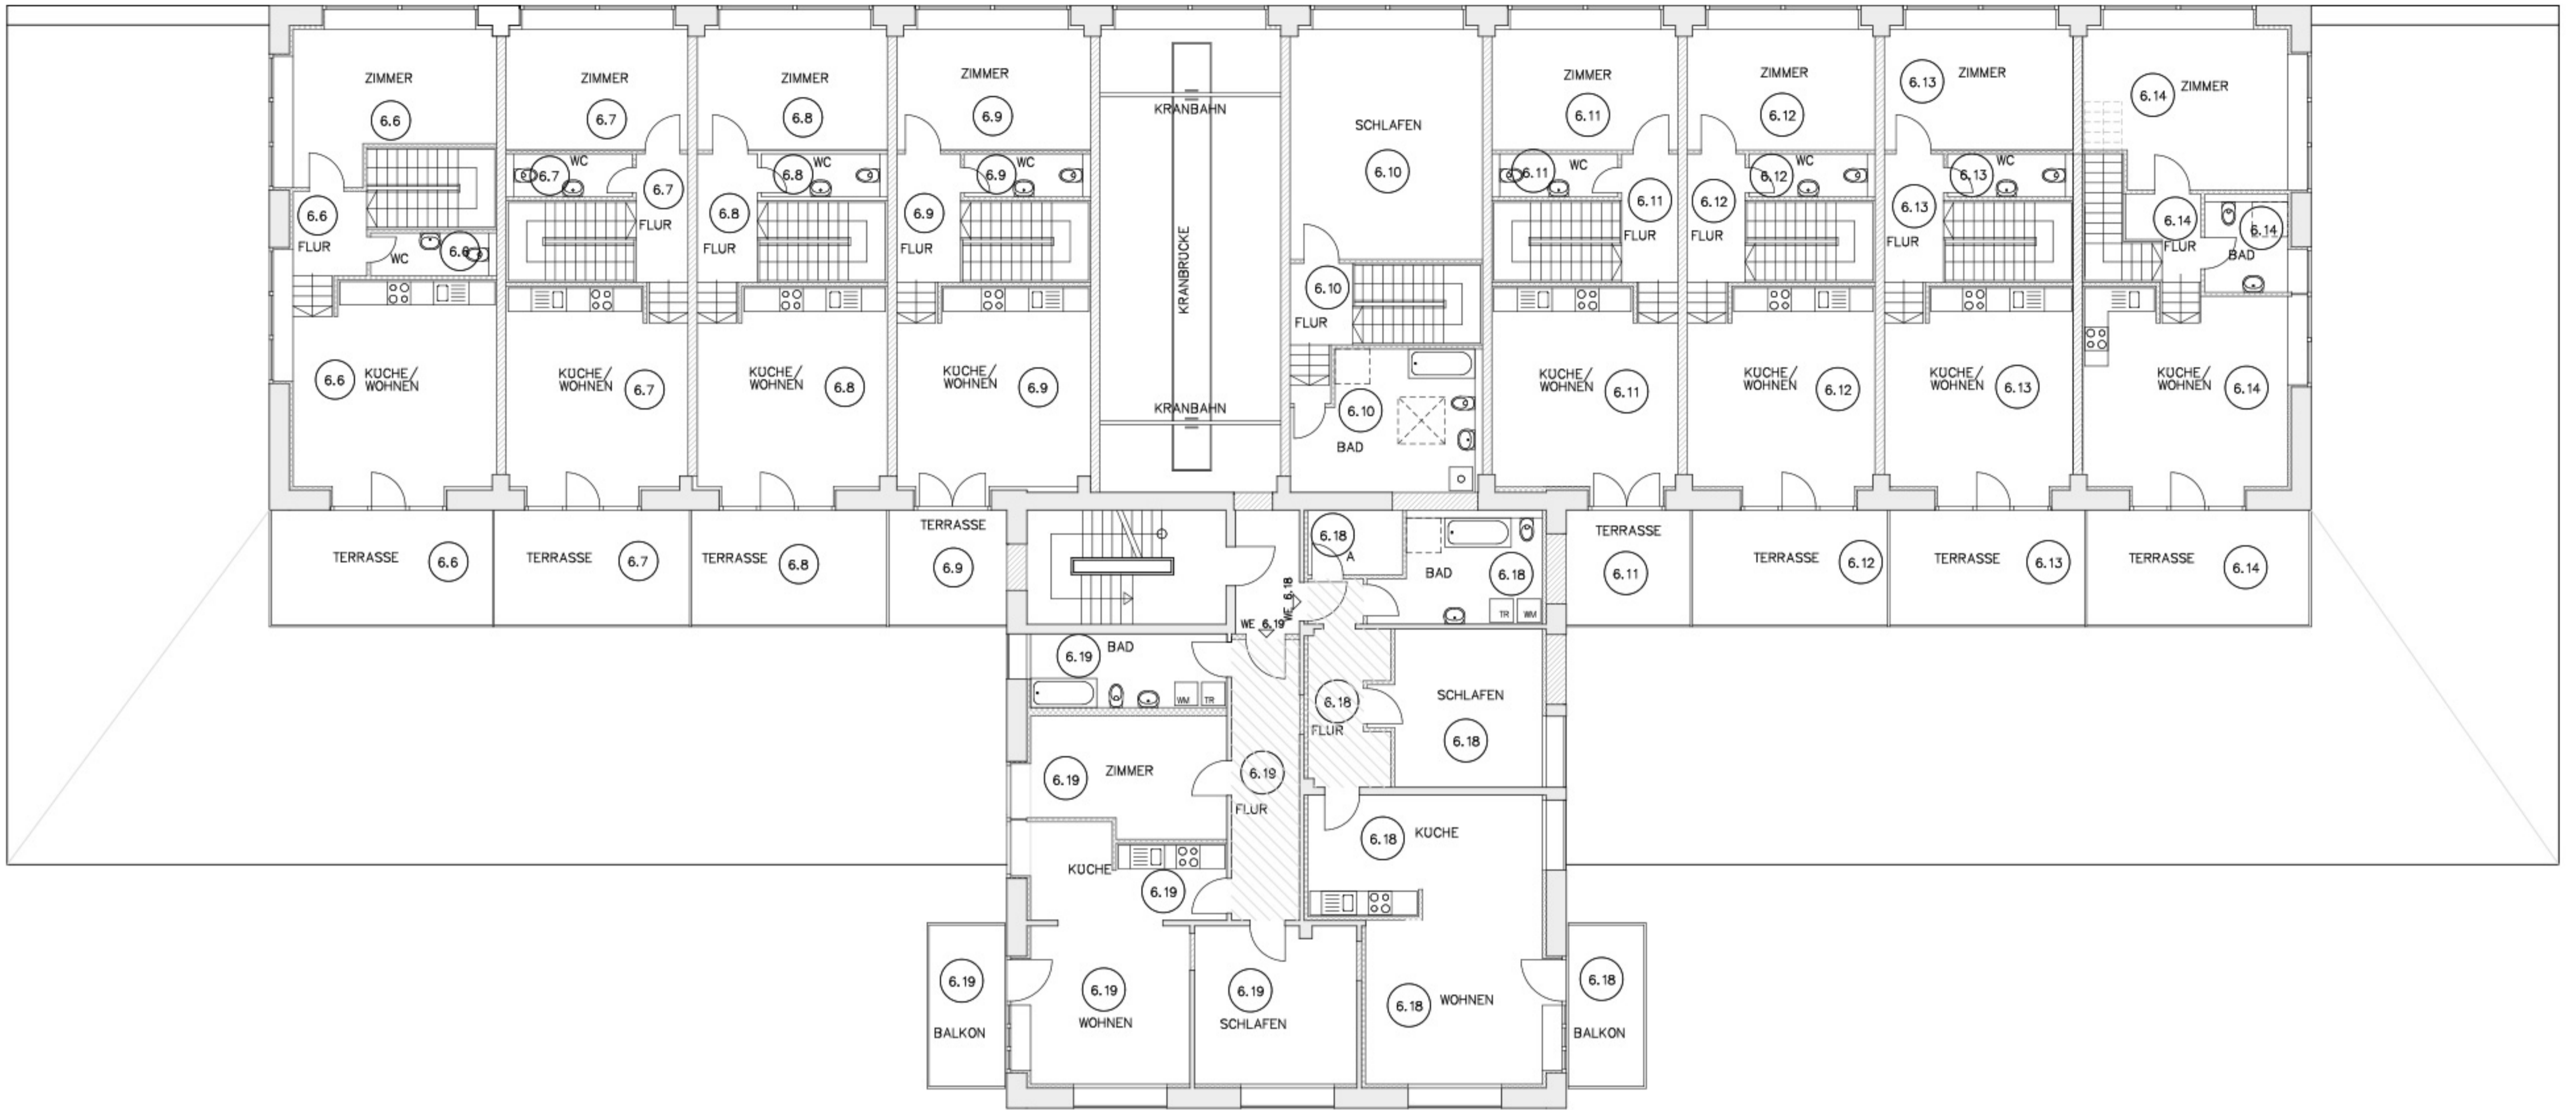 ZIMMER
6.6
ZIMMER
6.7
ZIMMER
6.8
ZIMMER
6.9
KRANBAHN
KRANBRÜCKE
KRANBAHN
SCHLAFEN
6.10
ZIMMER
6.11
ZIMMER
6.12
6.13
ZIMMER
6.14
ZIMMER
6.6
FLUR
WC
6.6
WC
6.7
6.7
FLUR
WC
6.8
6.8
FLUR
WC
6.9
6.9
FLUR
6.10
FLUR
WC
6.11
6.11
FLUR
WC
6.12
6.12
FLUR
WC
6.13
6.13
FLUR
6.14
FLUR
6.14
BAD
6.6
KÜCHE/
WOHNEN
KÜCHE/
WOHNEN
6.7
KÜCHE/
WOHNEN
6.8
KÜCHE/
WOHNEN
6.9
6.10
BAD
KÜCHE/
WOHNEN
6.11
KÜCHE/
WOHNEN
6.12
KÜCHE/
WOHNEN
6.13
KÜCHE/
WOHNEN
6.14
TERRASSE
6.6
TERRASSE
6.7
TERRASSE
6.8
TERRASSE
6.9
6.18
A
BAD
6.18
TR
WM
TERRASSE
6.11
TERRASSE
6.12
TERRASSE
6.13
TERRASSE
6.14
WE 6.18
WE 6.19
6.19
BAD
WM
TR
6.18
FLUR
SCHLAFEN
6.18
6.19
ZIMMER
6.19
FLUR
KÜCHE
6.19
6.18
KÜCHE
6.19
BALKON
6.19
WOHNEN
6.19
SCHLAFEN
6.18
WOHNEN
6.18
BALKON